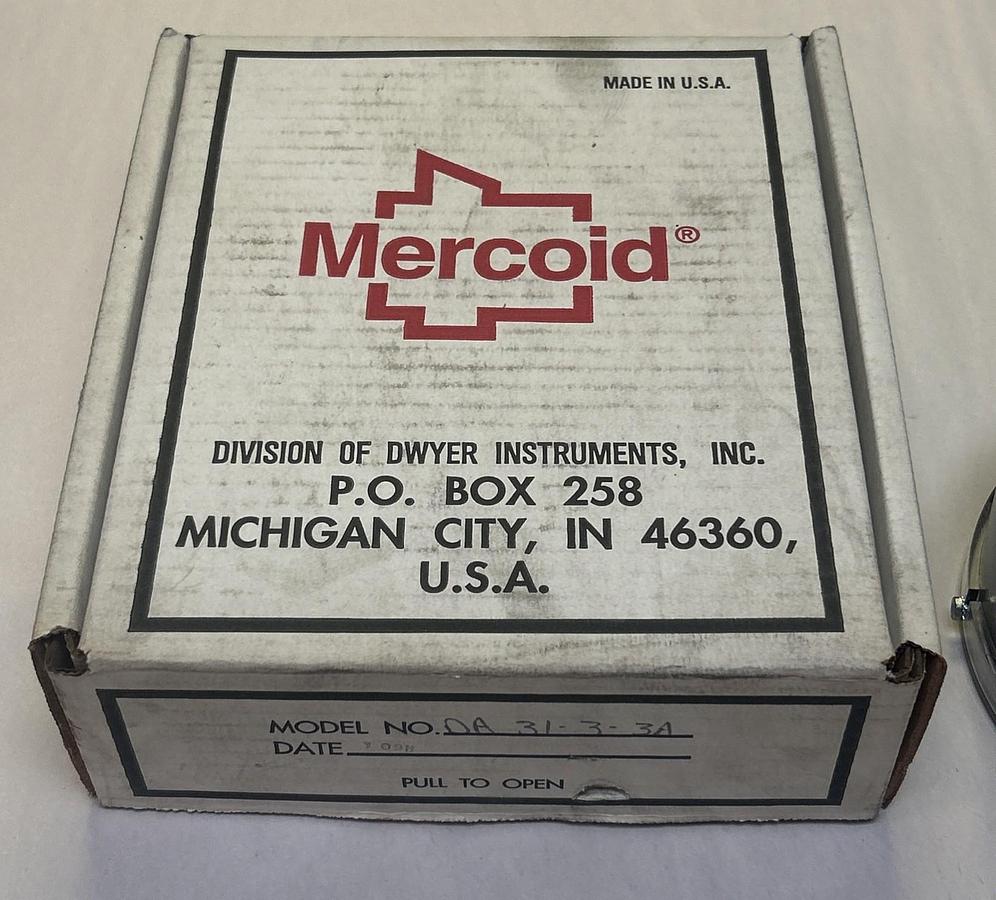 MADE IN U.S.A.
Mercoid®
DIVISION OF DWYER INSTRUMENTS, INC.
P.O. BOX 258
MICHIGAN CITY, IN 46360,
U.S.A.
MODEL NO. DA 31-3-3A
DATE
PULL TO OPEN